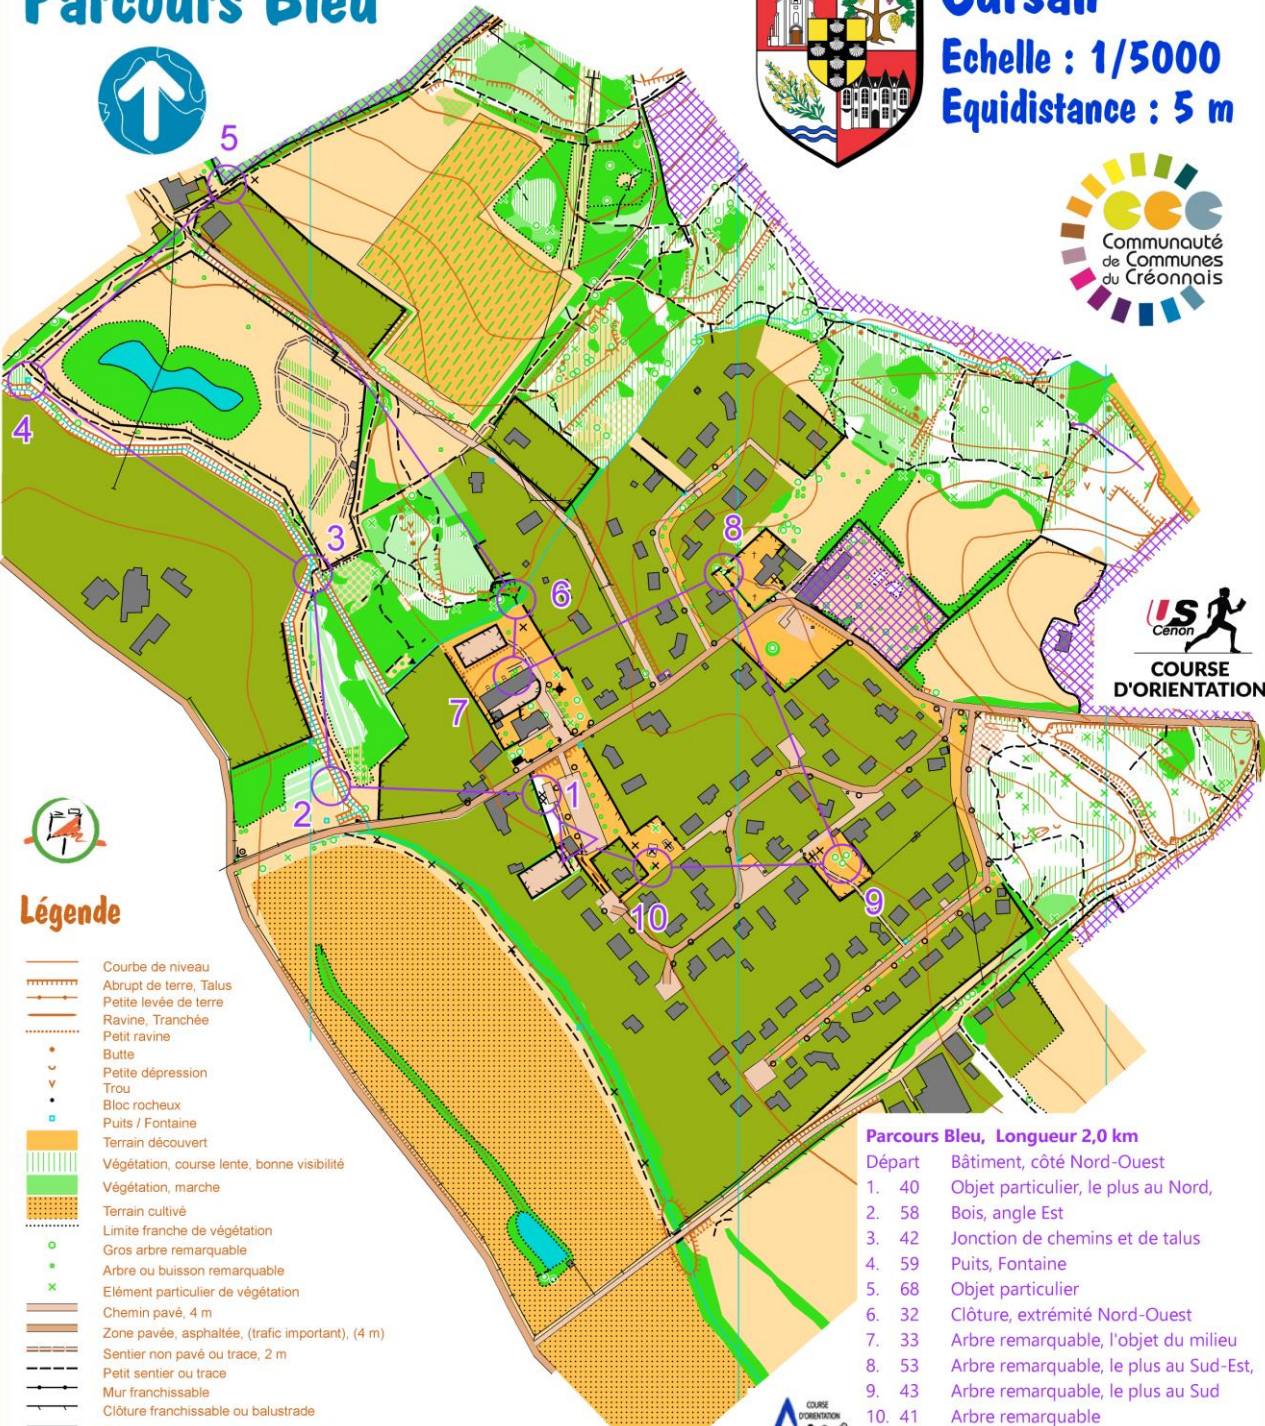 Parcours Bleu
Cursan
Echelle : 1/5000
Equidistance : 5 m
Communauté
de Communes
du Créonnais
US
Cenon
COURSE
D'ORIENTATION
5
4
3
8
6
7
2
1
10
9
Légende
Courbe de niveau
Abrupt de terre, Talus
Petite levée de terre
Ravine, Tranchée
Petit ravine
Butte
Petite dépression
Trou
Bloc rocheux
Puits / Fontaine
Terrain découvert
Végétation, course lente, bonne visibilité
Végétation, marche
Terrain cultivé
Limite franche de végétation
Gros arbre remarquable
Arbre ou buisson remarquable
Elément particulier de végétation
Chemin pavé, 4 m
Zone pavée, asphaltée, (trafic important), (4 m)
Sentier non pavé ou trace, 2 m
Petit sentier ou trace
Mur franchissable
Clôture franchissable ou balustrade
Parcours Bleu, Longueur 2,0 km
Départ Bâtiment, côté Nord-Ouest
1. 40 Objet particulier, le plus au Nord,
2. 58 Bois, angle Est
3. 42 Jonction de chemins et de talus
4. 59 Puits, Fontaine
5. 68 Objet particulier
6. 32 Clôture, extrémité Nord-Ouest
7. 33 Arbre remarquable, l'objet du milieu
8. 53 Arbre remarquable, le plus au Sud-Est,
9. 43 Arbre remarquable, le plus au Sud
10. 41 Arbre remarquable
COURSE
D'ORIENTATION